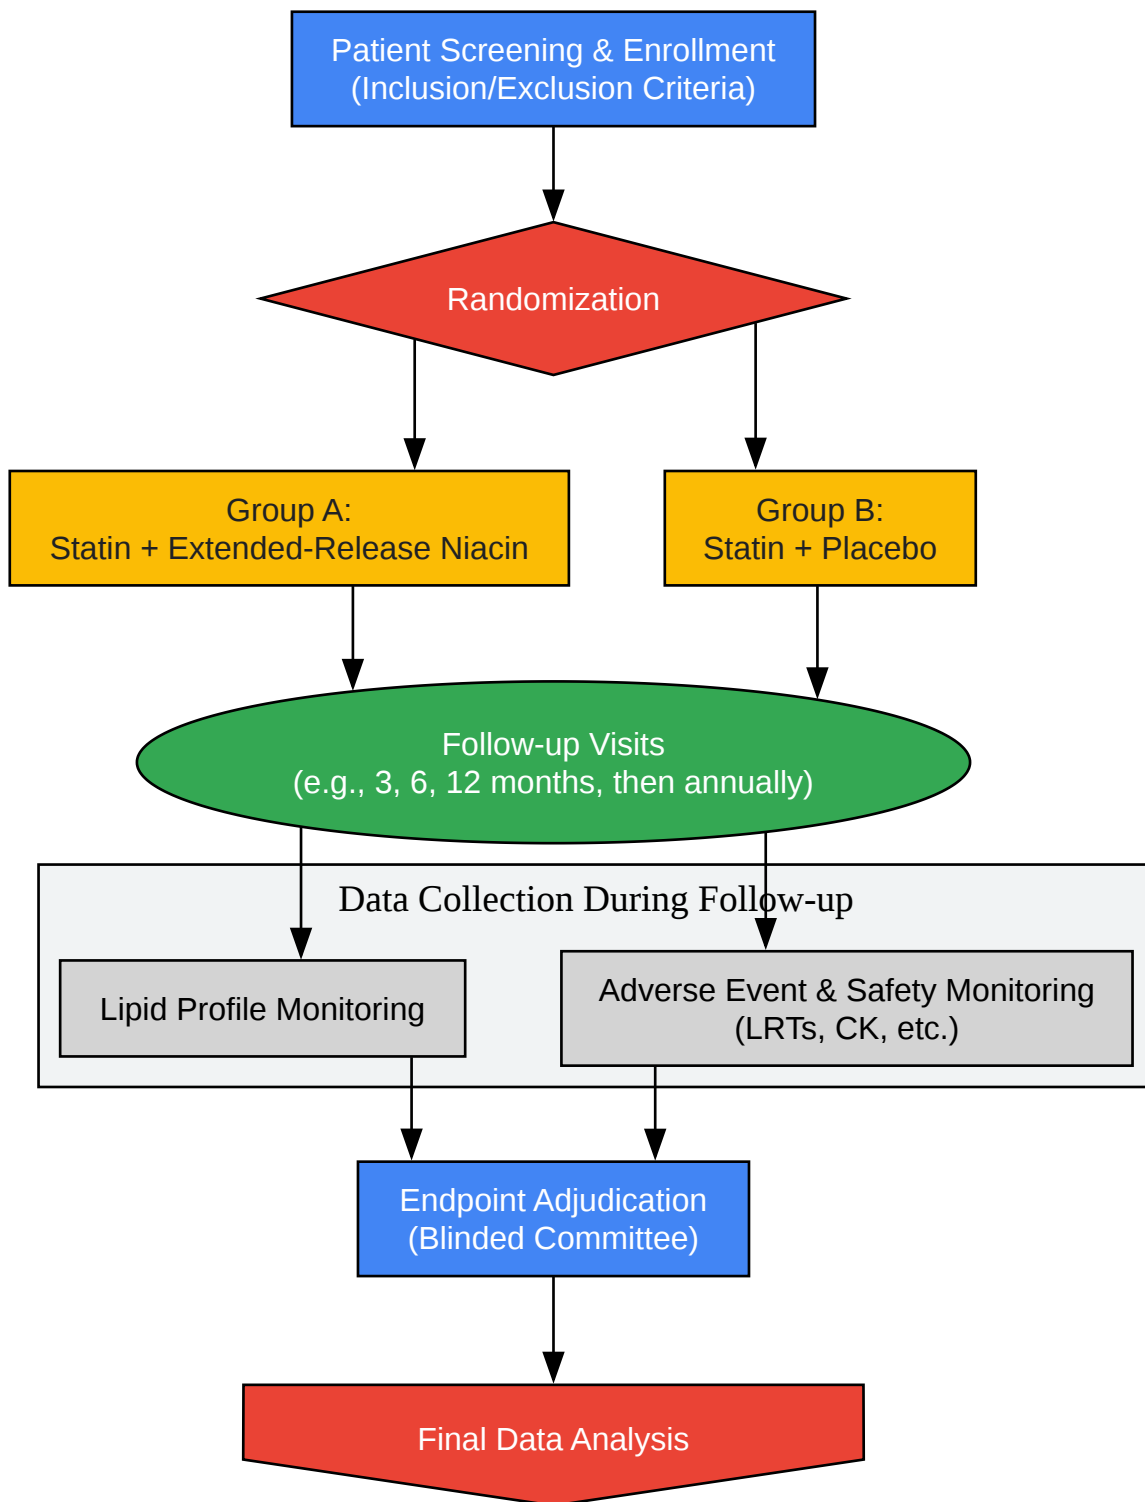 Patient Screening & Enrollment
(Inclusion/Exclusion Criteria)
Randomization
Group A:
Statin + Extended-Release Niacin
Group B:
Statin + Placebo
Follow-up Visits
(e.g., 3, 6, 12 months, then annually)
Data Collection During Follow-up
Lipid Profile Monitoring
Adverse Event & Safety Monitoring
(LRTs, CK, etc.)
Endpoint Adjudication
(Blinded Committee)
Final Data Analysis